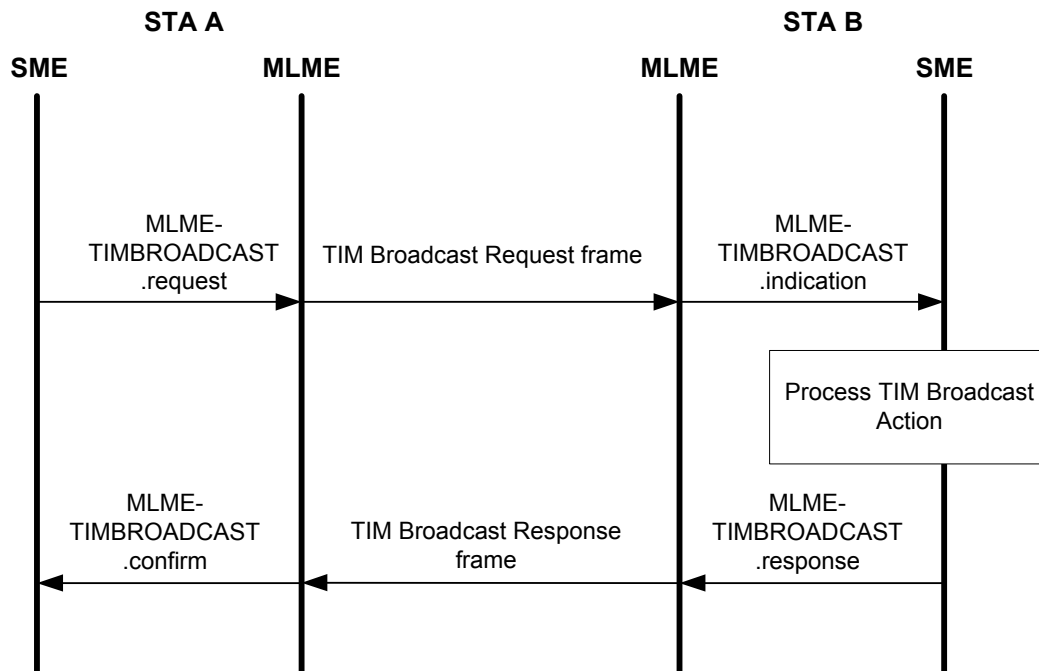 STA A
STA B
SME
MLME
MLME
SME
MLME-
TIMBROADCAST
.request
TIM Broadcast Request frame
MLME-
TIMBROADCAST
.indication
Process TIM Broadcast
Action
MLME-
TIMBROADCAST
.confirm
TIM Broadcast Response
frame
MLME-
TIMBROADCAST
.response